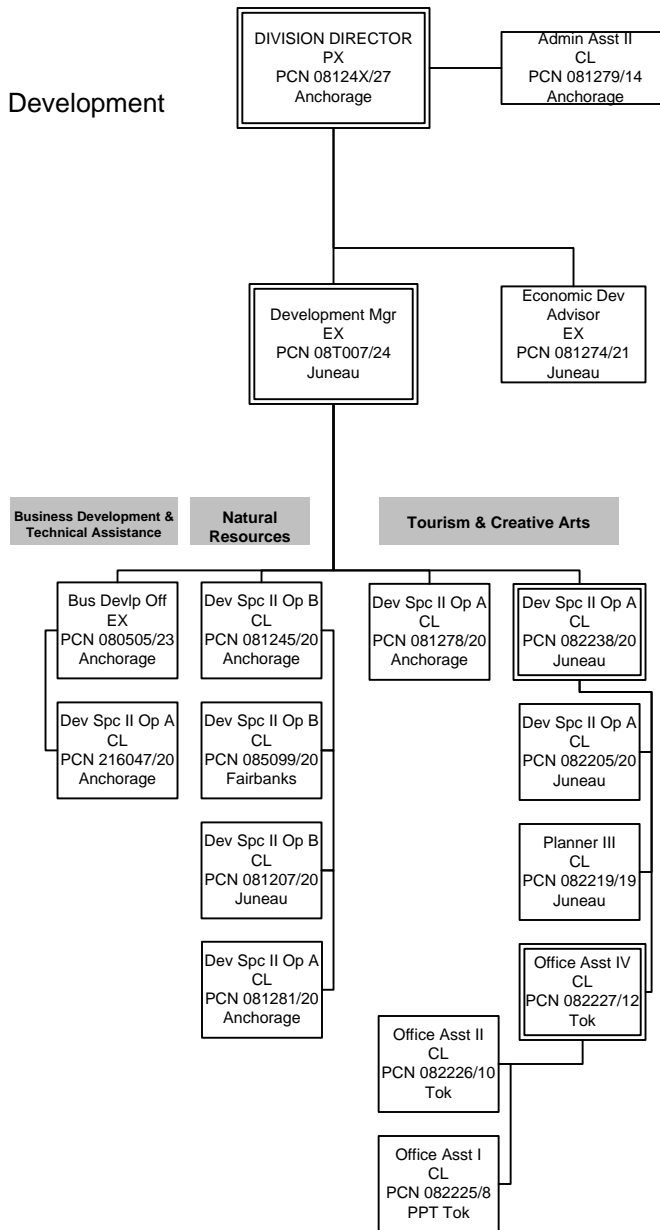 Development
DIVISION DIRECTOR
PX
PCN 08124X/27
Anchorage
Admin Asst II
CL
PCN 081279/14
Anchorage
Development Mgr
EX
PCN 08T007/24
Juneau
Economic Dev
Advisor
EX
PCN 081274/21
Juneau
Business Development &
Technical Assistance
Natural
Resources
Tourism & Creative Arts
Bus Devlp Off
EX
PCN 080505/23
Anchorage
Dev Spc II Op A
CL
PCN 216047/20
Anchorage
Dev Spc II Op B
CL
PCN 081245/20
Anchorage
Dev Spc II Op B
CL
PCN 085099/20
Fairbanks
Dev Spc II Op B
CL
PCN 081207/20
Juneau
Dev Spc II Op A
CL
PCN 081281/20
Anchorage
Dev Spc II Op A
CL
PCN 081278/20
Anchorage
Dev Spc II Op A
CL
PCN 082238/20
Juneau
Dev Spc II Op A
CL
PCN 082205/20
Juneau
Planner III
CL
PCN 082219/19
Juneau
Office Asst IV
CL
PCN 082227/12
Tok
Office Asst II
CL
PCN 082226/10
Tok
Office Asst I
CL
PCN 082225/8
PPT Tok